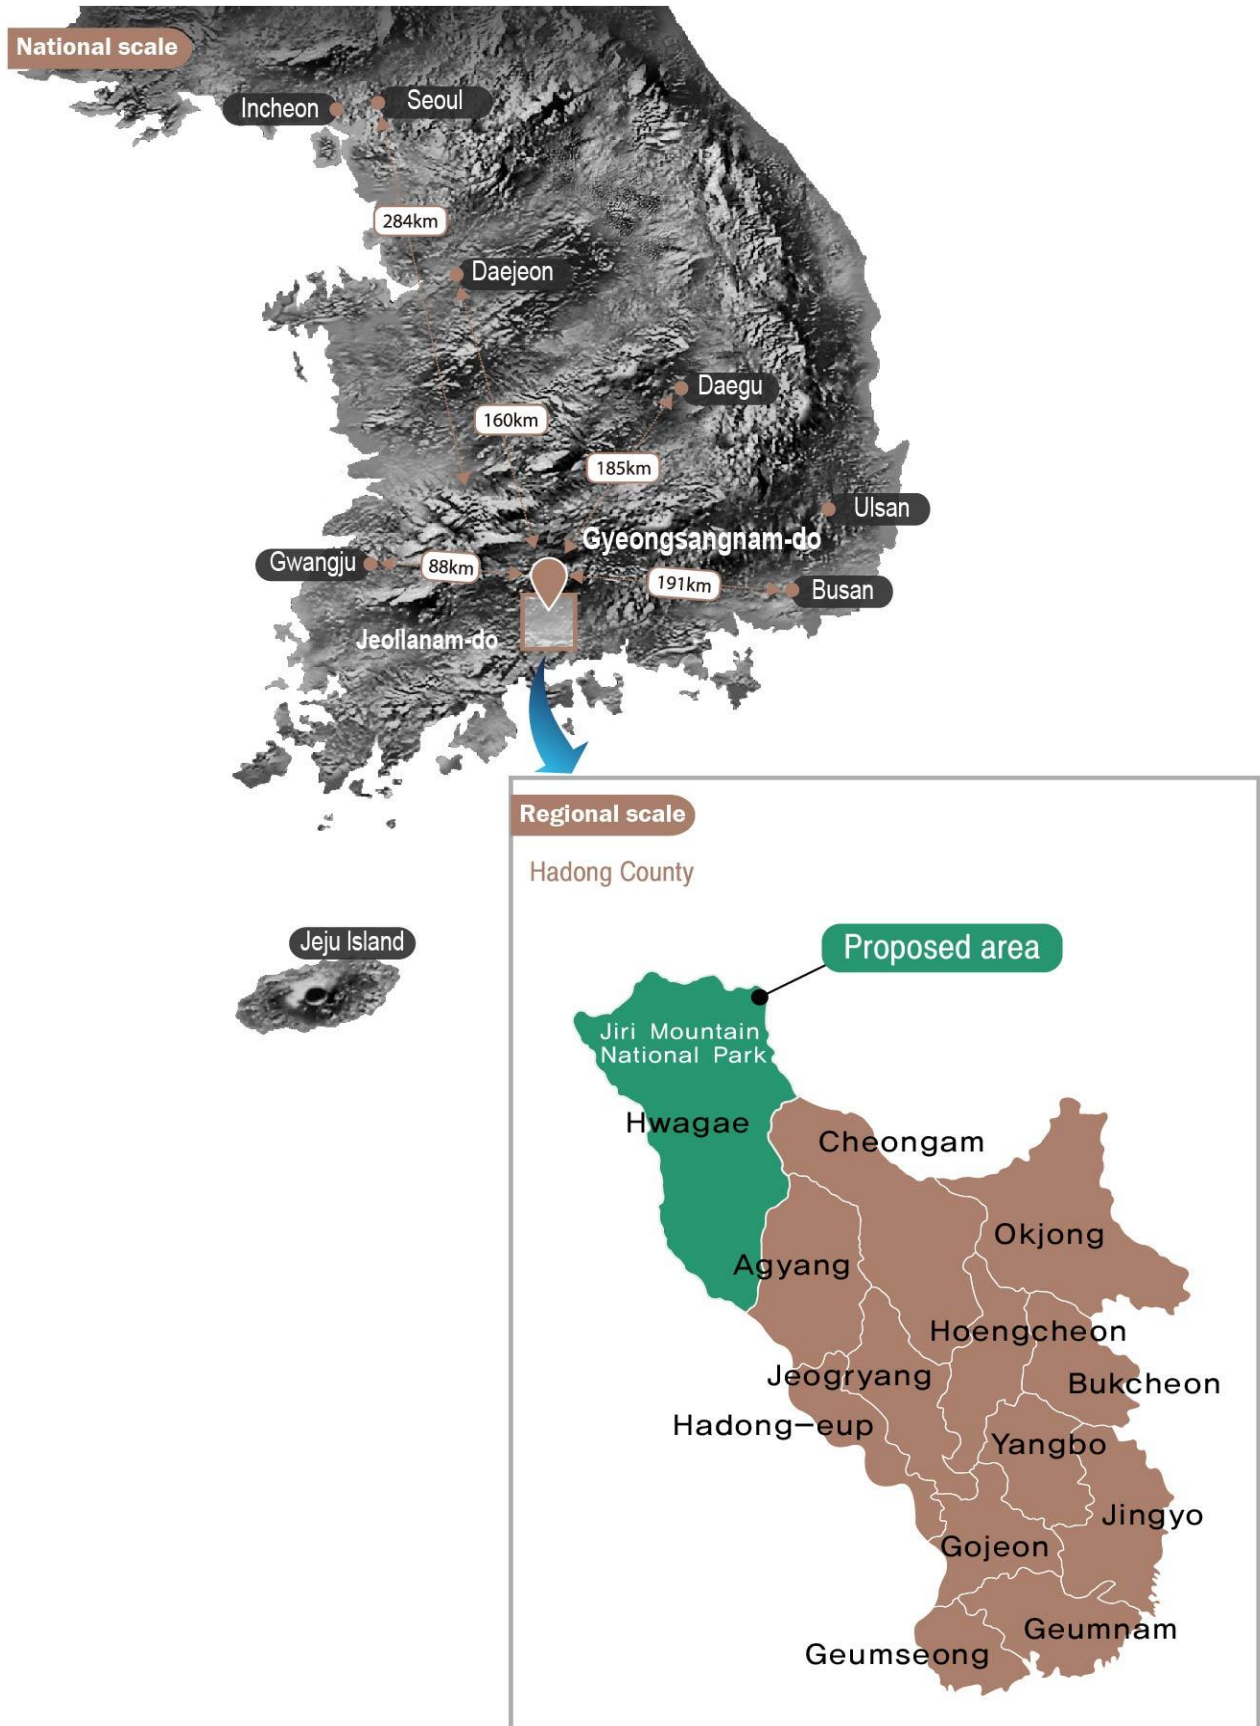 National scale
Incheon
Seoul
284km
Daejeon
Daegu
160km
185km
Ulsan
Gyeongsangnam-do
Gwangju
88km
191km
Busan
Jeollanam-do
Regional scale
Hadong County
Jeju Island
Proposed area
Jiri Mountain
National Park
Hwagae
Cheongam
Okjong
Agyang
Hoengcheon
Jeogryang
Bukcheon
Hadong-eup
Yangbo
Jingyo
Gojeon
Geumnam
Geumseong